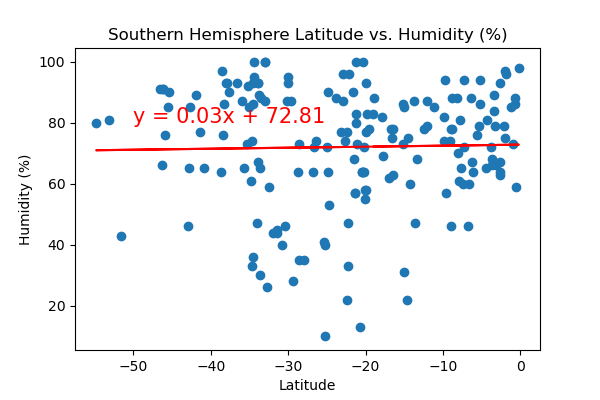 Southern Hemisphere Latitude vs. Humidity (%)
100
80
60
40
20
Humidity (%)
y = 0.03x + 72.81
−50
−40
−30
−20
−10
0
Latitude